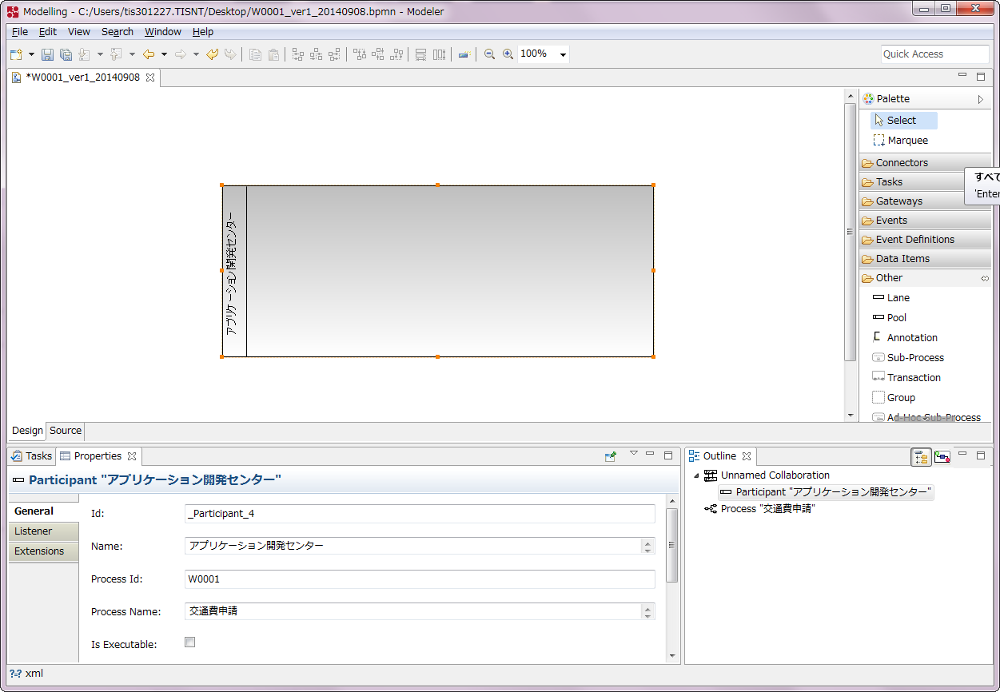 Modelling - C:/Users/tis301227.TISNT/Desktop/W0001_ver1_20140908.bpmn - Modeler
File Edit View Search Window Help
100%
Quick Access
*W0001_ver1_20140908
アプリケーション開発センター
Palette
Select
Marquee
Connectors
Tasks
Gateways
Events
Event Definitions
Data Items
Other
Lane
Pool
Annotation
Sub-Process
Transaction
Group
Ad-Hoc Sub-Process
すべて
'Enter
Design Source
Tasks Properties
Participant "アプリケーション開発センター"
General
Listener
Extensions
Id: _Participant_4
Name: アプリケーション開発センター
Process Id: W0001
Process Name: 交通費申請
Is Executable:
Outline
Unnamed Collaboration
Participant "アプリケーション開発センター"
Process "交通費申請"
?-? xml